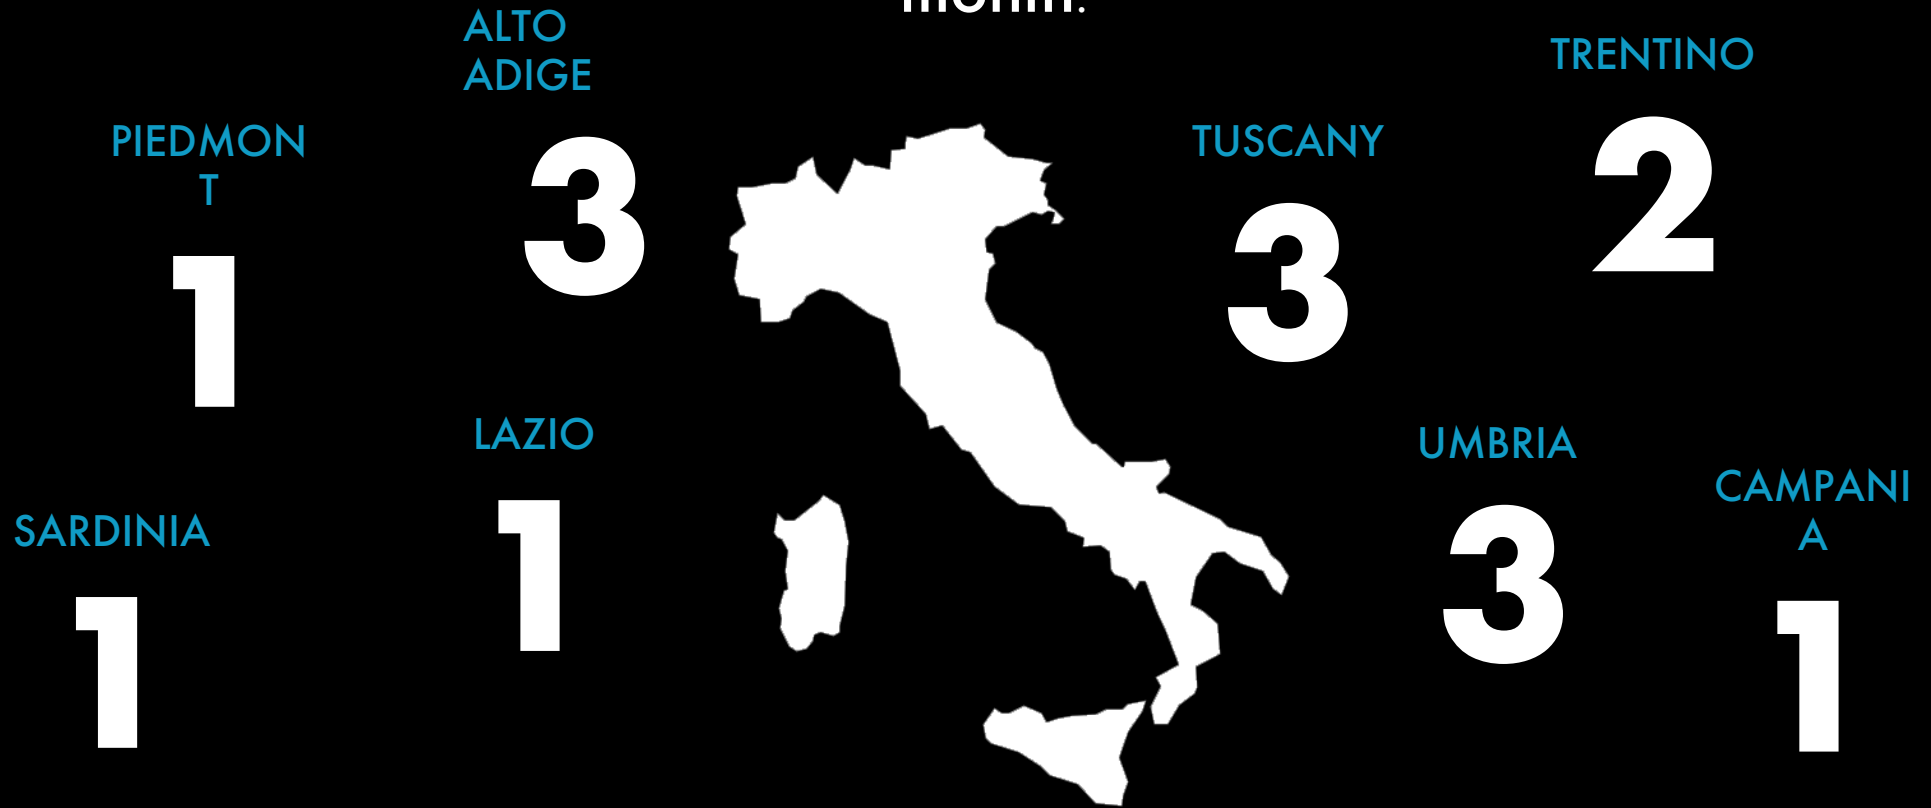 ALTO
ADIGE
3
PIEDMON
T
1
TUSCANY
3
TRENTINO
2
LAZIO
1
SARDINIA
1
UMBRIA
3
CAMPANI
A
1